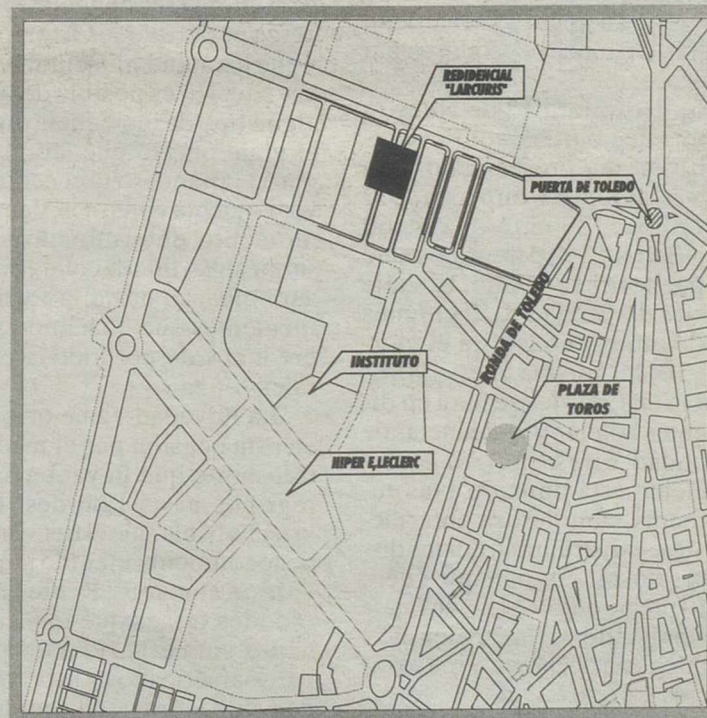 REDIDENCIAL
"LARCURIS"
PUERTA DE TOLEDO
RONDA DE TOLEDO
INSTITUTO
PLAZA DE
TOROS
HIPER E,LECLERC